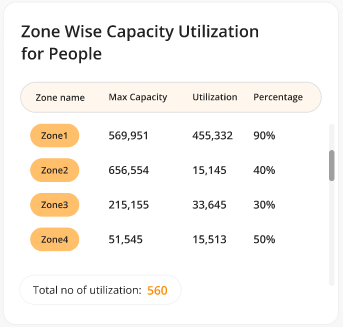 Zone Wise Capacity Utilization
for People
Zone name Max Capacity Utilization Percentage
Zone1 569,951 455,332 90%
Zone2 656,554 15,145 40%
Zone3 215,155 33,645 30%
Zone4 51,545 15,513 50%
Total no of utilization: 560